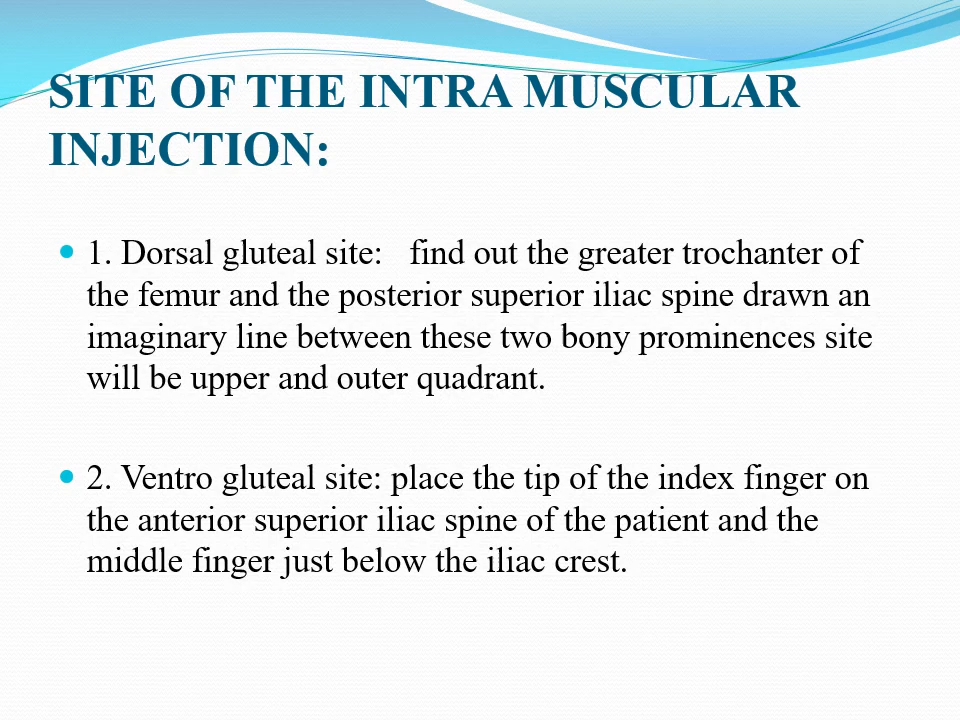 SITE OF THE INTRA MUSCULAR
INJECTION:
1. Dorsal gluteal site:   find out the greater trochanter of
the femur and the posterior superior iliac spine drawn an
imaginary line between these two bony prominences site
will be upper and outer quadrant.
2. Ventro gluteal site: place the tip of the index finger on
the anterior superior iliac spine of the patient and the
middle finger just below the iliac crest.